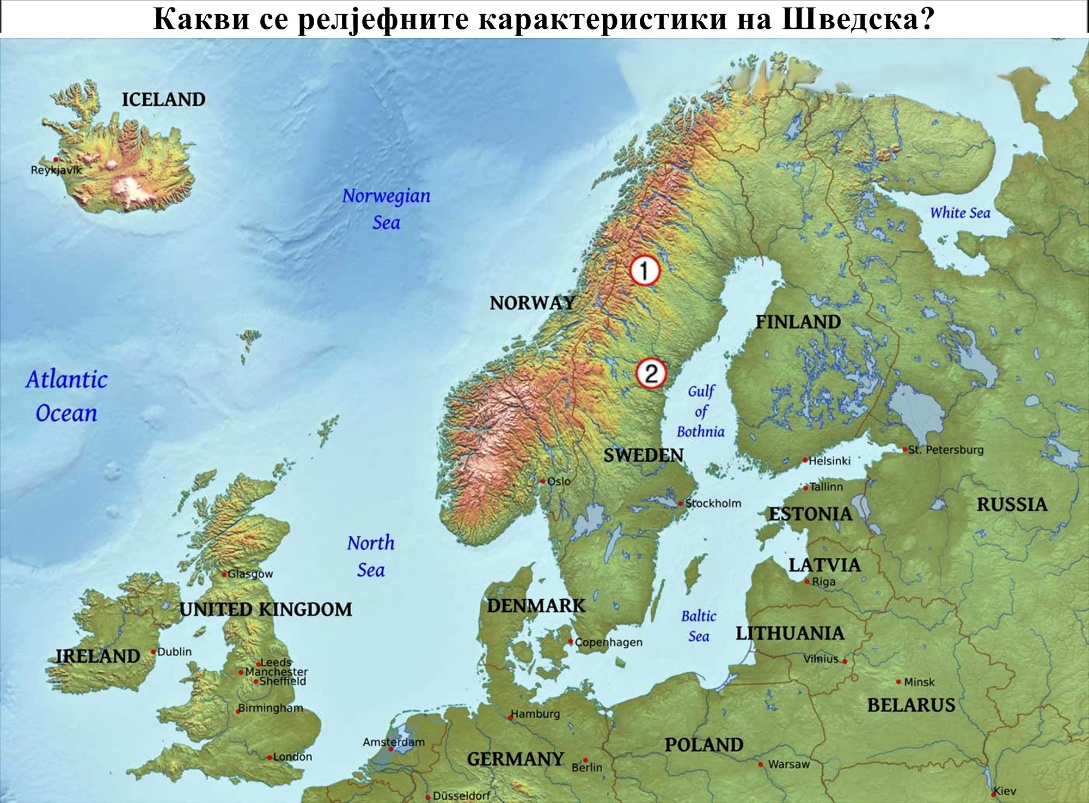 Какви се релјефните карактеристики на Шведска?
ICELAND
Reykjavík
Norwegian
Sea
White Sea
1
NORWAY
FINLAND
2
Atlantic
Ocean
Gulf
of
Bothnia
SWEDEN
Helsinki
St. Petersburg
Oslo
Tallinn
Stockholm
ESTONIA
RUSSIA
North
Sea
Glasgow
LATVIA
Riga
UNITED KINGDOM
DENMARK
Baltic
Sea
LITHUANIA
Copenhagen
IRELAND
Dublin
Vilnius
Leeds
Manchester
Sheffield
Minsk
BELARUS
Birmingham
Hamburg
Amsterdam
POLAND
London
GERMANY
Berlin
Warsaw
Düsseldorf
Kiev